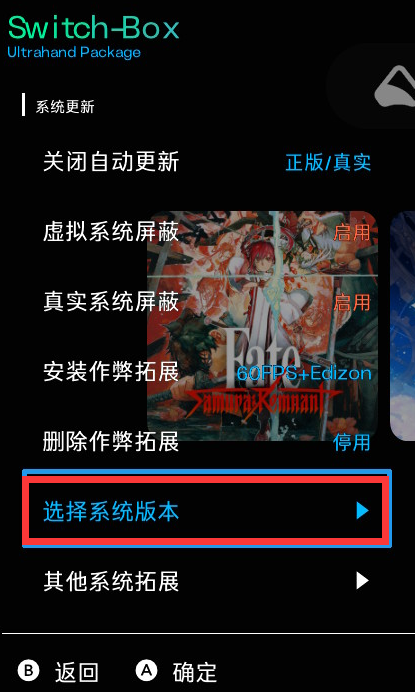 Switch-Box
Ultrahand Package
系统更新
关闭自动更新 正版/真实
虚拟系统屏蔽 启用
真实系统屏蔽 启用
安装作弊拓展 60FPS+Edizon
Fate
Samurai Remnant
删除作弊拓展 停用
选择系统版本
其他系统拓展
B 返回 A 确定